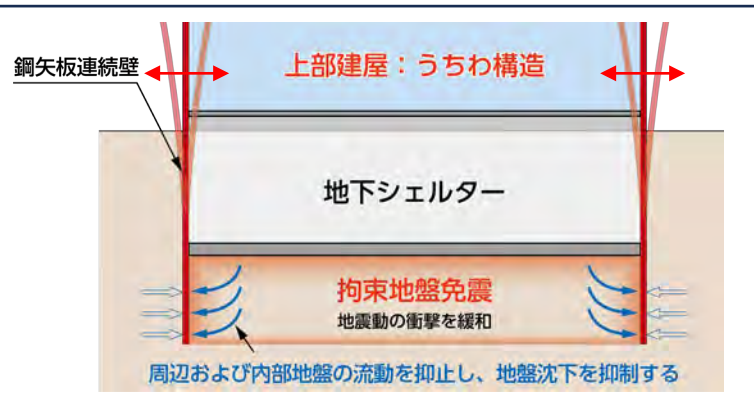 上部建屋：うちわ構造
鋼矢板連続壁
地下シェルター
拘束地盤免震
地震動の衝撃を緩和
周辺および内部地盤の流動を抑止し、地盤沈下を抑制する